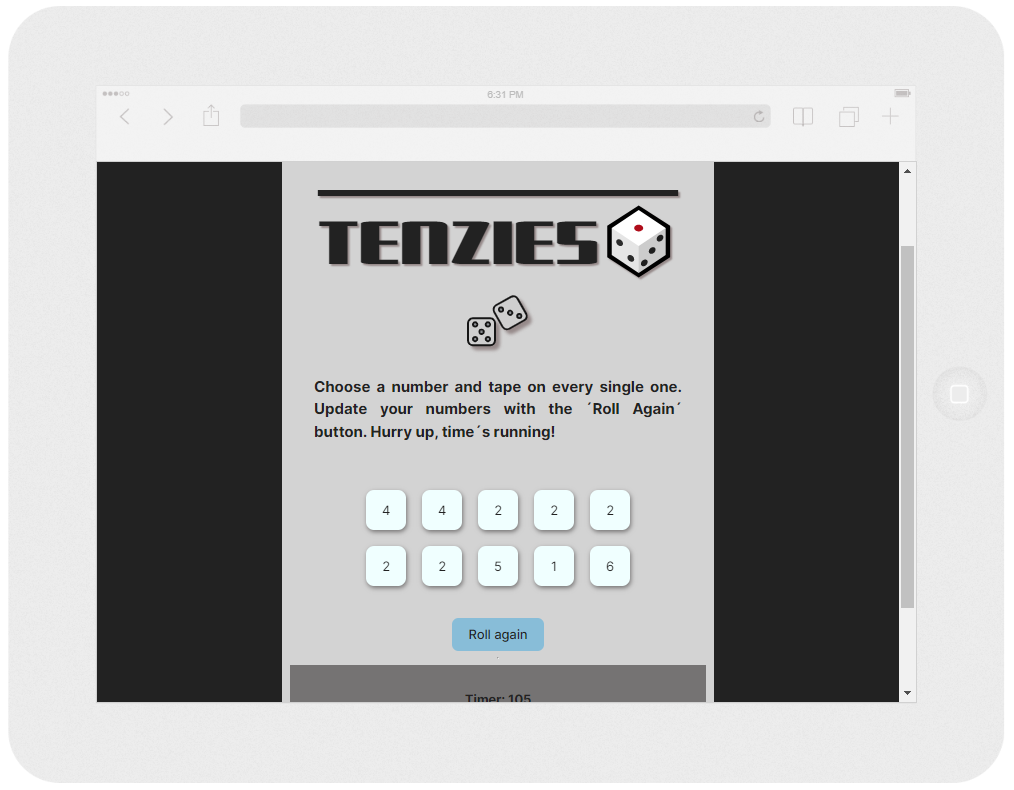 6:31 PM
TENZIES
Choose a number and tape on every single one.
Update your numbers with the ´Roll Again´
button. Hurry up, time´s running!
4 4 2 2 2
2 2 5 1 6
Roll again
Timer: 105